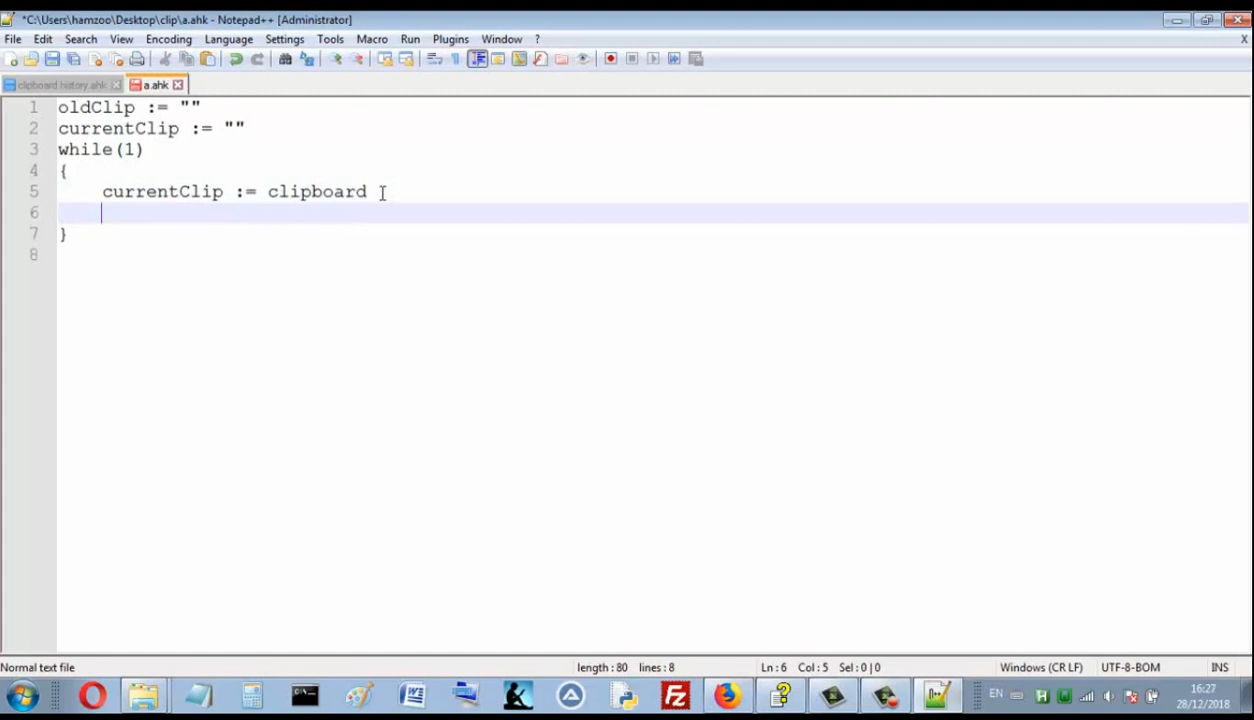 *C:\Users\hamzoo\Desktop\clip\a.ahk - Notepad++ [Administrator]
File Edit Search View Encoding Language Settings Tools Macro Run Plugins Window ? X
clipboard history.ahk a.ahk
1 oldClip := ""
2 currentClip := ""
3 while(1)
4 {
5 currentClip := clipboard
6
7 }
8
Normal text file length : 80 lines : 8 Ln : 6 Col : 5 Sel : 0 | 0 Windows (CR LF) UTF-8-BOM INS
EN 16:27
28/12/2018